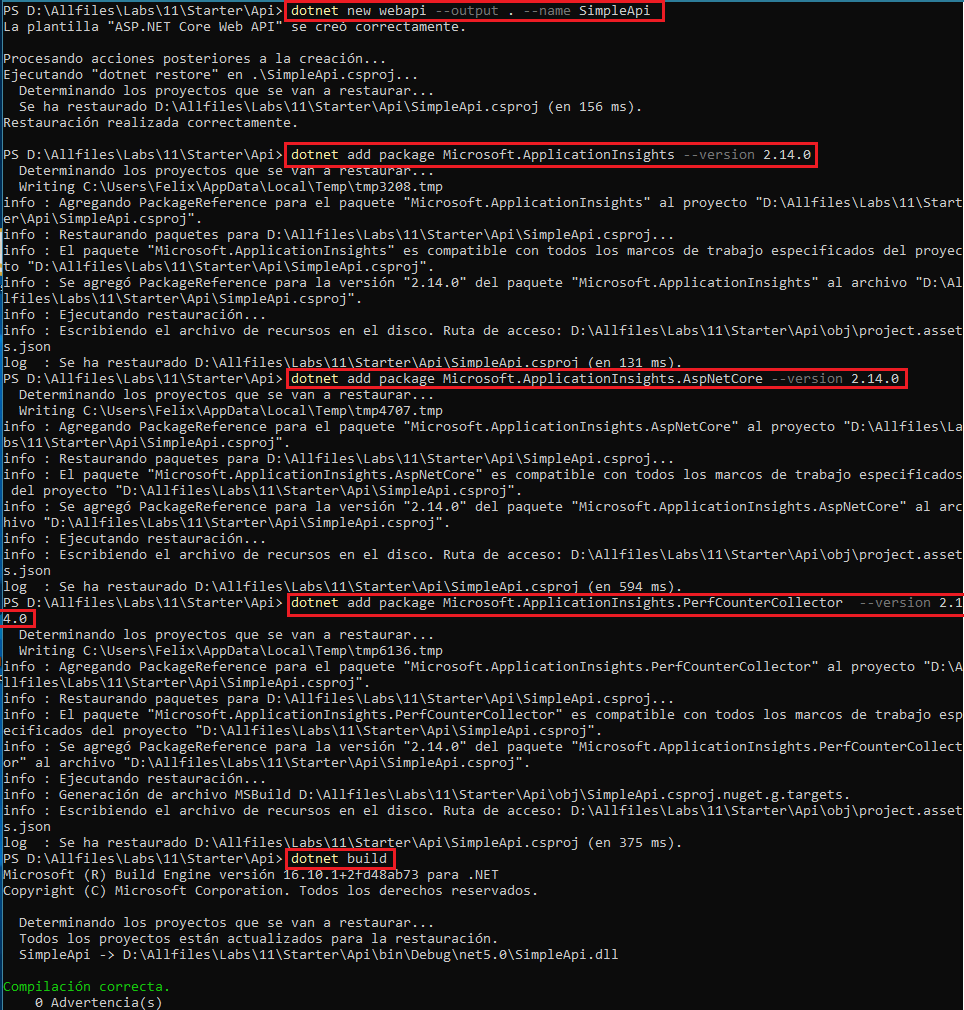 PS D:\Allfiles\Labs\11\Starter\Api> dotnet new webapi --output . --name SimpleApi
La plantilla "ASP.NET Core Web API" se creó correctamente.
Procesando acciones posteriores a la creación...
Ejecutando "dotnet restore" en .\SimpleApi.csproj...
  Determinando los proyectos que se van a restaurar...
  Se ha restaurado D:\Allfiles\Labs\11\Starter\Api\SimpleApi.csproj (en 156 ms).
Restauración realizada correctamente.
PS D:\Allfiles\Labs\11\Starter\Api> dotnet add package Microsoft.ApplicationInsights --version 2.14.0
  Determinando los proyectos que se van a restaurar...
  Writing C:\Users\Felix\AppData\Local\Temp\tmp3208.tmp
info : Agregando PackageReference para el paquete "Microsoft.ApplicationInsights" al proyecto "D:\Allfiles\Labs\11\Start
er\Api\SimpleApi.csproj".
info : Restaurando paquetes para D:\Allfiles\Labs\11\Starter\Api\SimpleApi.csproj...
info : El paquete "Microsoft.ApplicationInsights" es compatible con todos los marcos de trabajo especificados del proyec
to "D:\Allfiles\Labs\11\Starter\Api\SimpleApi.csproj".
info : Se agregó PackageReference para la versión "2.14.0" del paquete "Microsoft.ApplicationInsights" al archivo "D:\Al
lfiles\Labs\11\Starter\Api\SimpleApi.csproj".
info : Ejecutando restauración...
info : Escribiendo el archivo de recursos en el disco. Ruta de acceso: D:\Allfiles\Labs\11\Starter\Api\obj\project.asset
s.json
log  : Se ha restaurado D:\Allfiles\Labs\11\Starter\Api\SimpleApi.csproj (en 131 ms).
PS D:\Allfiles\Labs\11\Starter\Api> dotnet add package Microsoft.ApplicationInsights.AspNetCore --version 2.14.0
  Determinando los proyectos que se van a restaurar...
  Writing C:\Users\Felix\AppData\Local\Temp\tmp4707.tmp
info : Agregando PackageReference para el paquete "Microsoft.ApplicationInsights.AspNetCore" al proyecto "D:\Allfiles\La
bs\11\Starter\Api\SimpleApi.csproj".
info : Restaurando paquetes para D:\Allfiles\Labs\11\Starter\Api\SimpleApi.csproj...
info : El paquete "Microsoft.ApplicationInsights.AspNetCore" es compatible con todos los marcos de trabajo especificados
 del proyecto "D:\Allfiles\Labs\11\Starter\Api\SimpleApi.csproj".
info : Se agregó PackageReference para la versión "2.14.0" del paquete "Microsoft.ApplicationInsights.AspNetCore" al arc
hivo "D:\Allfiles\Labs\11\Starter\Api\SimpleApi.csproj".
info : Ejecutando restauración...
info : Escribiendo el archivo de recursos en el disco. Ruta de acceso: D:\Allfiles\Labs\11\Starter\Api\obj\project.asset
s.json
log  : Se ha restaurado D:\Allfiles\Labs\11\Starter\Api\SimpleApi.csproj (en 594 ms).
PS D:\Allfiles\Labs\11\Starter\Api> dotnet add package Microsoft.ApplicationInsights.PerfCounterCollector  --version 2.1
4.0
  Determinando los proyectos que se van a restaurar...
  Writing C:\Users\Felix\AppData\Local\Temp\tmp6136.tmp
info : Agregando PackageReference para el paquete "Microsoft.ApplicationInsights.PerfCounterCollector" al proyecto "D:\A
llfiles\Labs\11\Starter\Api\SimpleApi.csproj".
info : Restaurando paquetes para D:\Allfiles\Labs\11\Starter\Api\SimpleApi.csproj...
info : El paquete "Microsoft.ApplicationInsights.PerfCounterCollector" es compatible con todos los marcos de trabajo esp
ecificados del proyecto "D:\Allfiles\Labs\11\Starter\Api\SimpleApi.csproj".
info : Se agregó PackageReference para la versión "2.14.0" del paquete "Microsoft.ApplicationInsights.PerfCounterCollect
or" al archivo "D:\Allfiles\Labs\11\Starter\Api\SimpleApi.csproj".
info : Ejecutando restauración...
info : Generación de archivo MSBuild D:\Allfiles\Labs\11\Starter\Api\obj\SimpleApi.csproj.nuget.g.targets.
info : Escribiendo el archivo de recursos en el disco. Ruta de acceso: D:\Allfiles\Labs\11\Starter\Api\obj\project.asset
s.json
log  : Se ha restaurado D:\Allfiles\Labs\11\Starter\Api\SimpleApi.csproj (en 375 ms).
PS D:\Allfiles\Labs\11\Starter\Api> dotnet build
Microsoft (R) Build Engine versión 16.10.1+2fd48ab73 para .NET
Copyright (C) Microsoft Corporation. Todos los derechos reservados.
  Determinando los proyectos que se van a restaurar...
  Todos los proyectos están actualizados para la restauración.
  SimpleApi -> D:\Allfiles\Labs\11\Starter\Api\bin\Debug\net5.0\SimpleApi.dll
Compilación correcta.
    0 Advertencia(s)